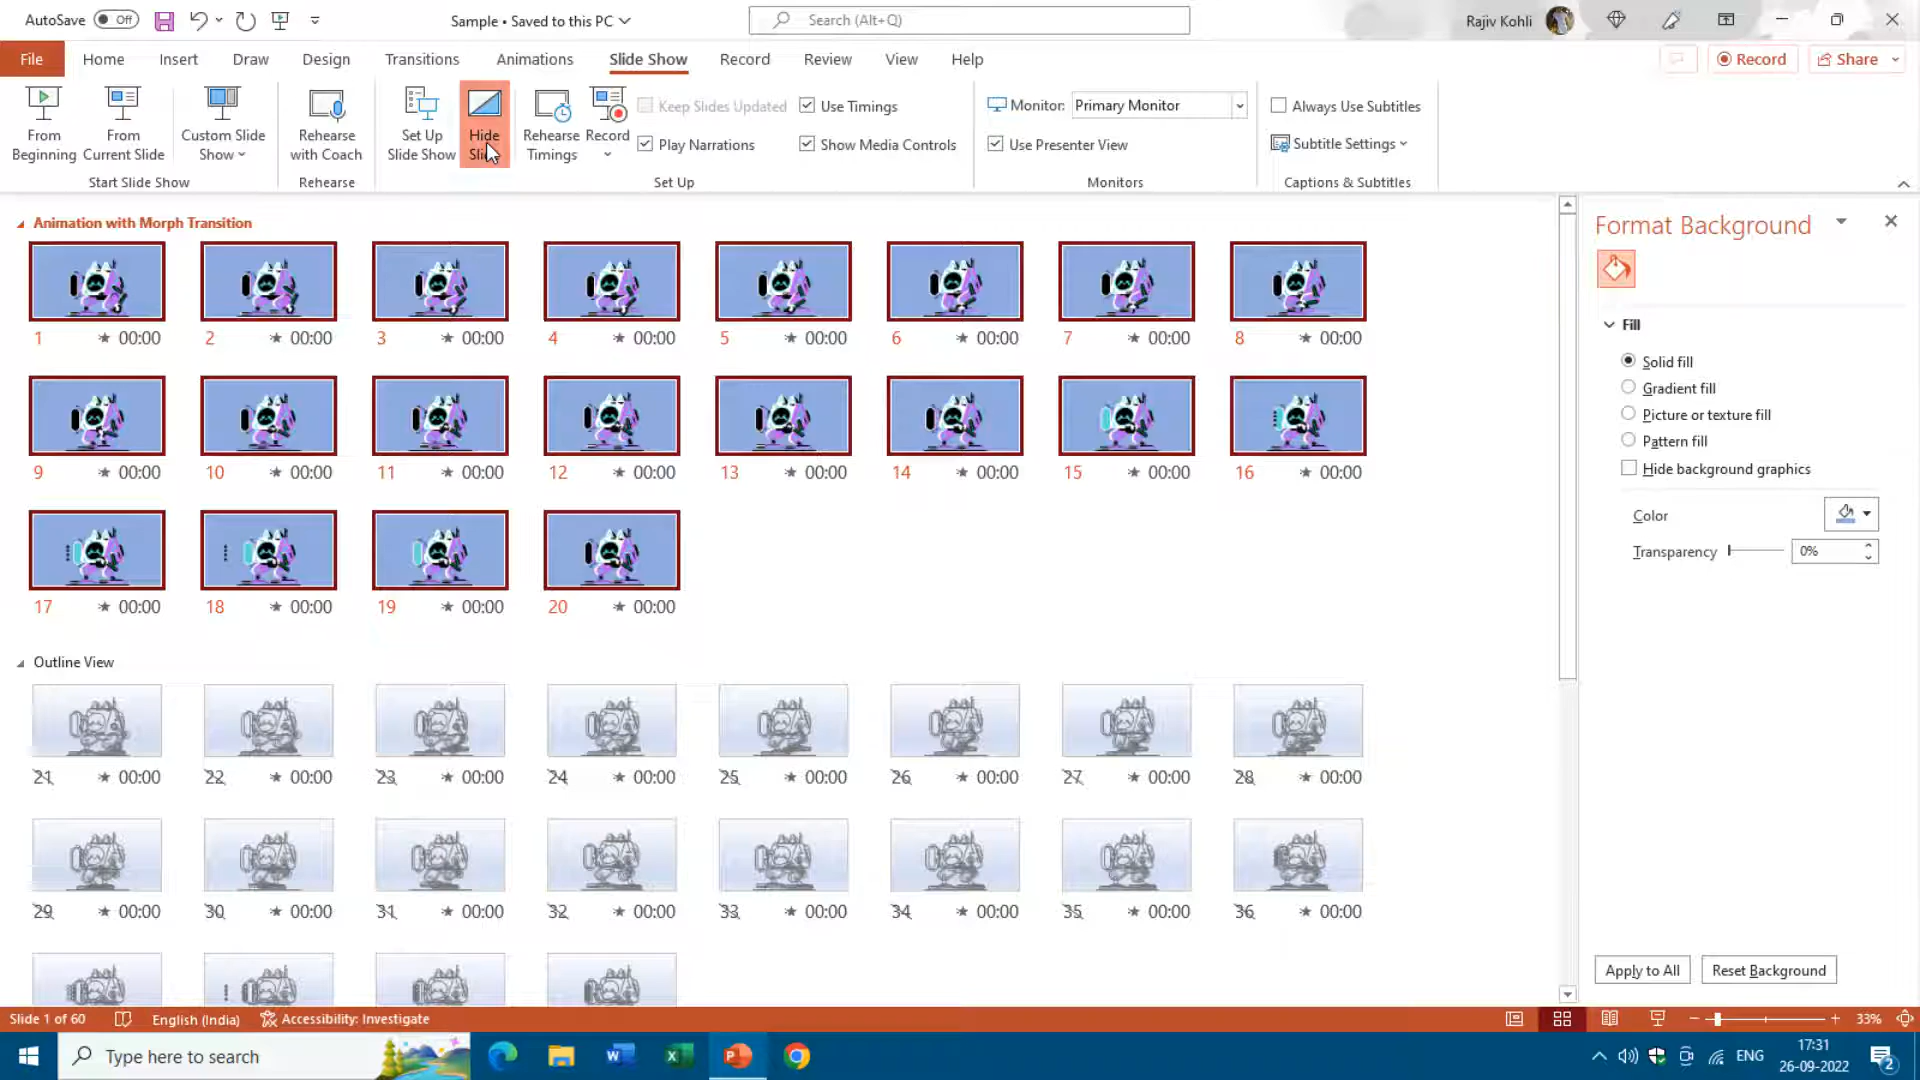 AutoSave Off
Sample • Saved to this PC
Search (Alt+Q)
Rajiv Kohli
File
Home
Insert
Draw
Design
Transitions
Animations
Slide Show
Record
Review
View
Help
Record
Share
From Beginning
From Current Slide
Custom Slide Show
Start Slide Show
Rehearse with Coach
Rehearse
Set Up Slide Show
Hide
Rehearse Timings
Record
Keep Slides Updated
Play Narrations
Use Timings
Show Media Controls
Set Up
Monitor: Primary Monitor
Use Presenter View
Monitors
Always Use Subtitles
Subtitle Settings
Captions & Subtitles
Animation with Morph Transition
1 00:00 2 00:00 3 00:00 4 00:00 5 00:00 6 00:00 7 00:00 8 00:00
9 00:00 10 00:00 11 00:00 12 00:00 13 00:00 14 00:00 15 00:00 16 00:00
17 00:00 18 00:00 19 00:00 20 00:00
Outline View
21 00:00 22 00:00 23 00:00 24 00:00 25 00:00 26 00:00 27 00:00 28 00:00
29 00:00 30 00:00 31 00:00 32 00:00 33 00:00 34 00:00 35 00:00 36 00:00
Format Background
Fill
Solid fill
Gradient fill
Picture or texture fill
Pattern fill
Hide background graphics
Color
Transparency 0%
Apply to All
Reset Background
Slide 1 of 60
English (India)
Accessibility: Investigate
33%
Type here to search
ENG
17:31
26-09-2022
2